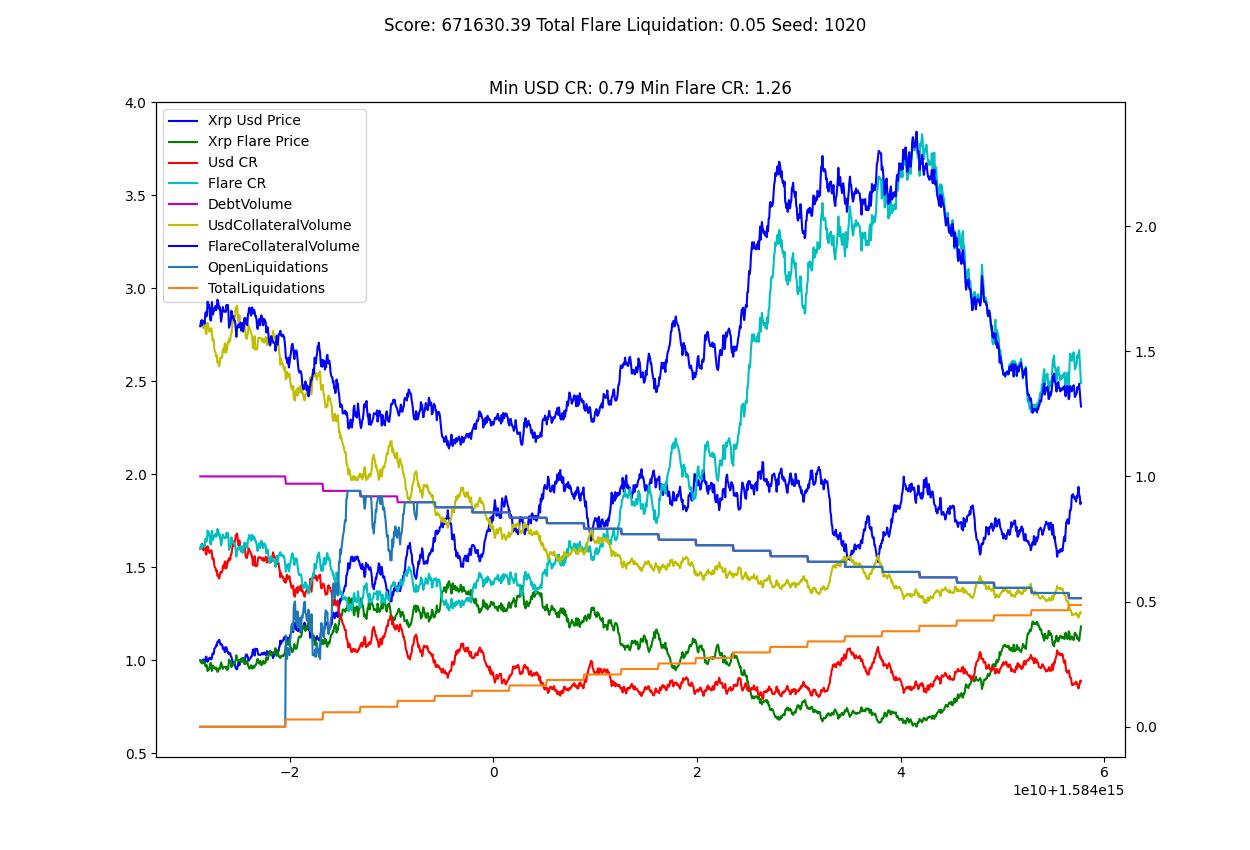 Score: 671630.39 Total Flare Liquidation: 0.05 Seed: 1020
Min USD CR: 0.79 Min Flare CR: 1.26
4.0
3.5
3.0
2.5
2.0
1.5
1.0
0.5
Xrp Usd Price
Xrp Flare Price
Usd CR
Flare CR
DebtVolume
UsdCollateralVolume
FlareCollateralVolume
OpenLiquidations
TotalLiquidations
2.0
1.5
1.0
0.5
0.0
−2 0 2 4 6
1e10+1.584e15